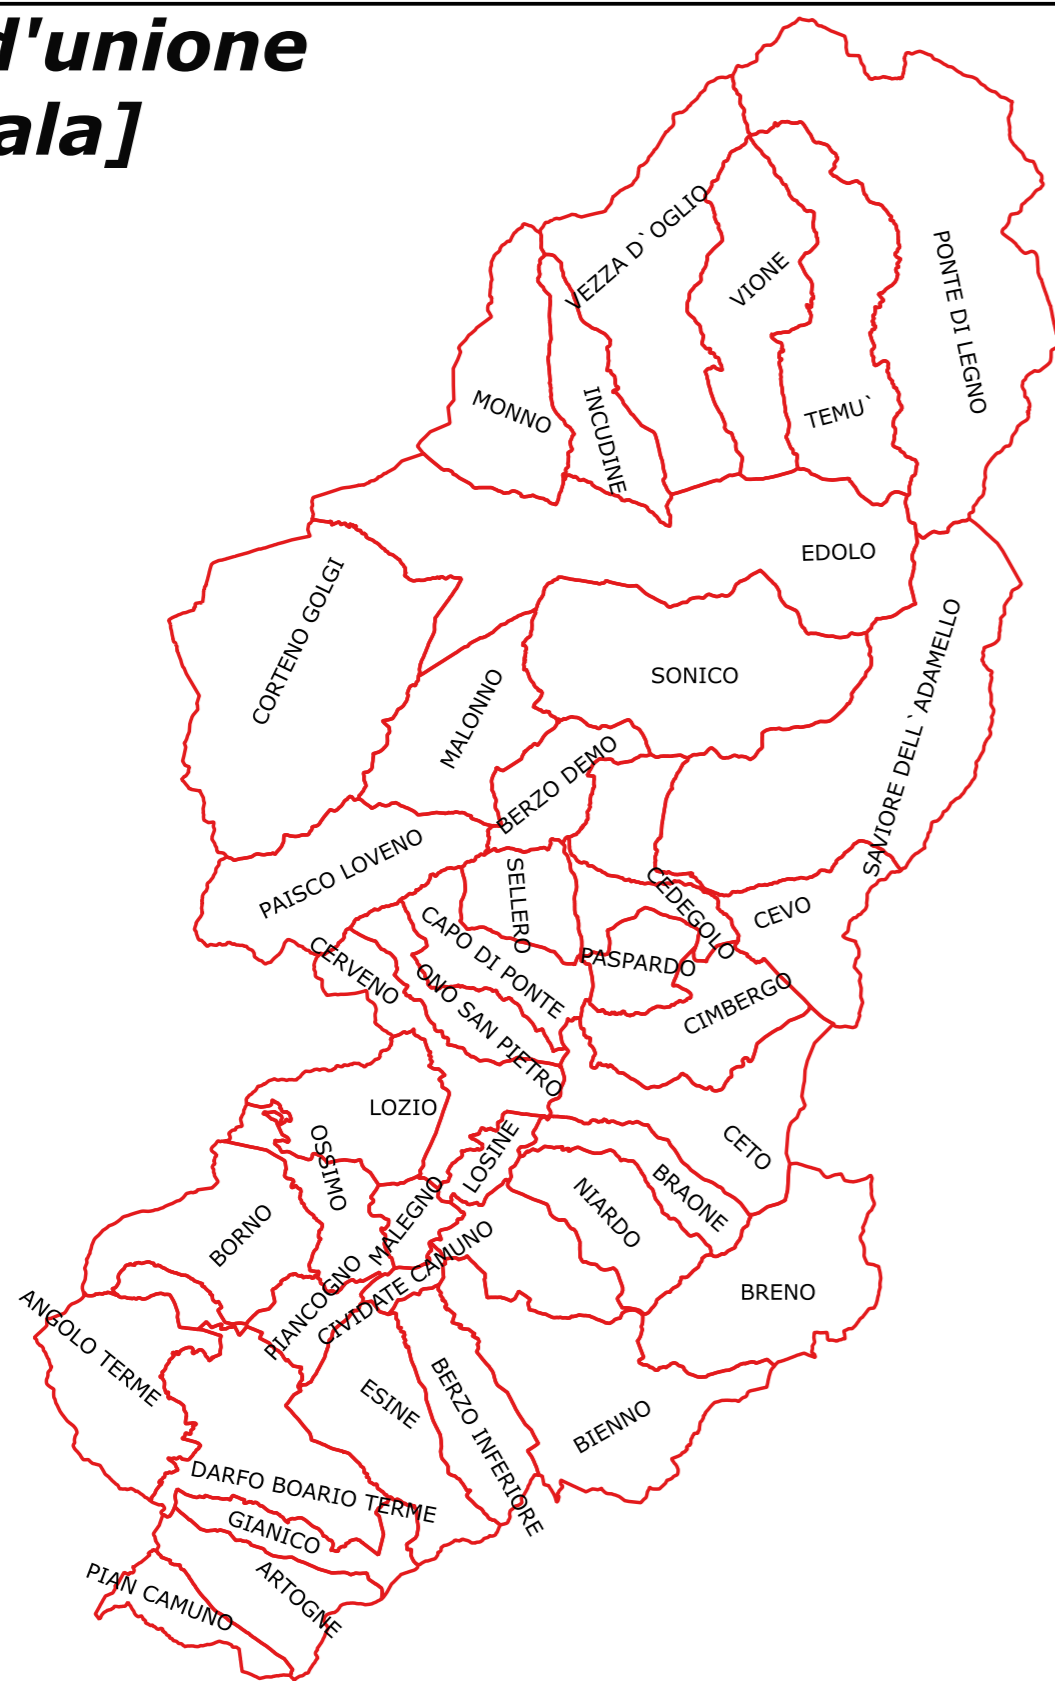 d'unione
ala]
VEZZA D`OGLIO
VIONE
PONTE DI LEGNO
MONNO
INCUDINE
TEMU`
EDOLO
CORTENO GOLGI
SONICO
MALONNO
SAVIORE DELL`ADAMELLO
BERZO DEMO
PAISCO LOVENO
SELLERO
CEDEGOLO
CEVO
CAPO DI PONTE
PASPARDO
CERVENO
ONO SAN PIETRO
CIMBERGO
LOZIO
OSSIMO
LOSINE
CETO
BRAONE
NIARDO
MALEGNO
BORNO
CIVIDATE CAMUNO
PIANCOGNO
BRENO
ANGOLO TERME
ESINE
BERZO INFERIORE
BIENNO
DARFO BOARIO TERME
GIANICO
ARTOGNE
PIAN CAMUNO